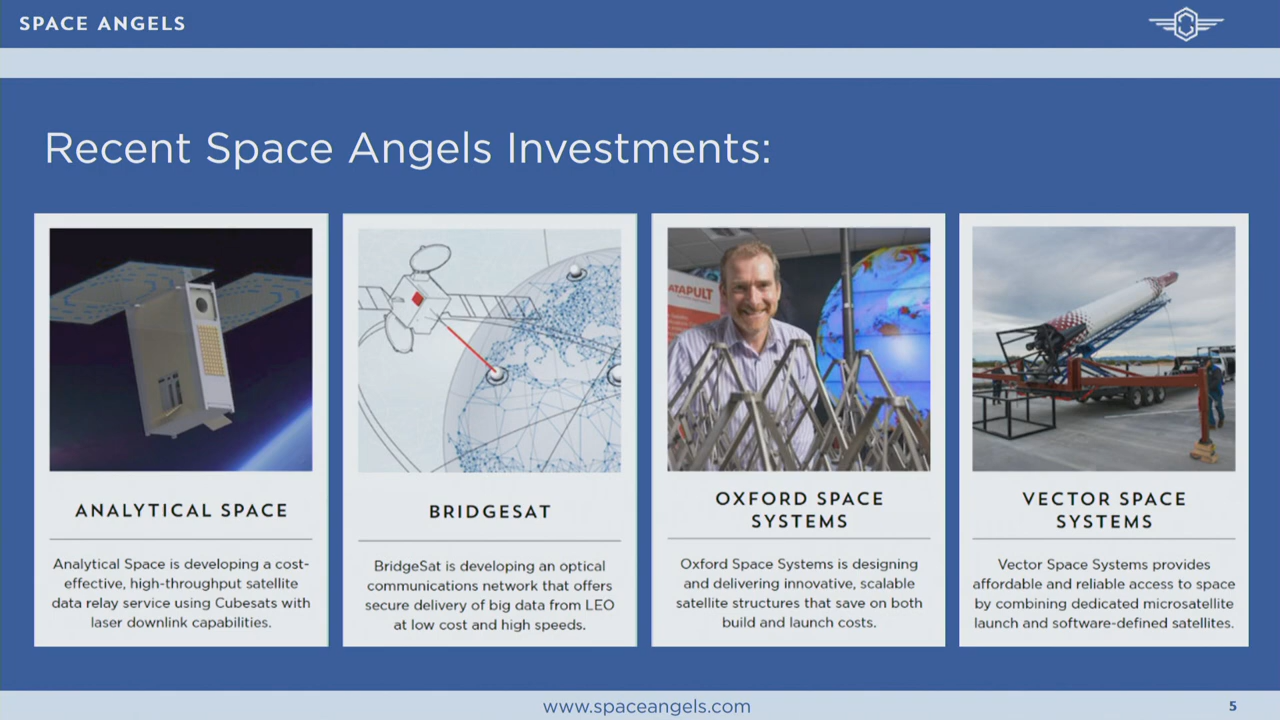 SPACE ANGELS
Recent Space Angels Investments:
ATAPULT
ANALYTICAL SPACE
Analytical Space is developing a cost-
effective, high-throughput satellite
data relay service using Cubesats with
laser downlink capabilities.
BRIDGESAT
BridgeSat is developing an optical
communications network that offers
secure delivery of big data from LEO
at low cost and high speeds.
OXFORD SPACE
SYSTEMS
Oxford Space Systems is designing
and delivering innovative, scalable
satellite structures that save on both
build and launch costs.
VECTOR SPACE
SYSTEMS
Vector Space Systems provides
affordable and reliable access to space
by combining dedicated microsatellite
launch and software-defined satellites.
www.spaceangels.com
5